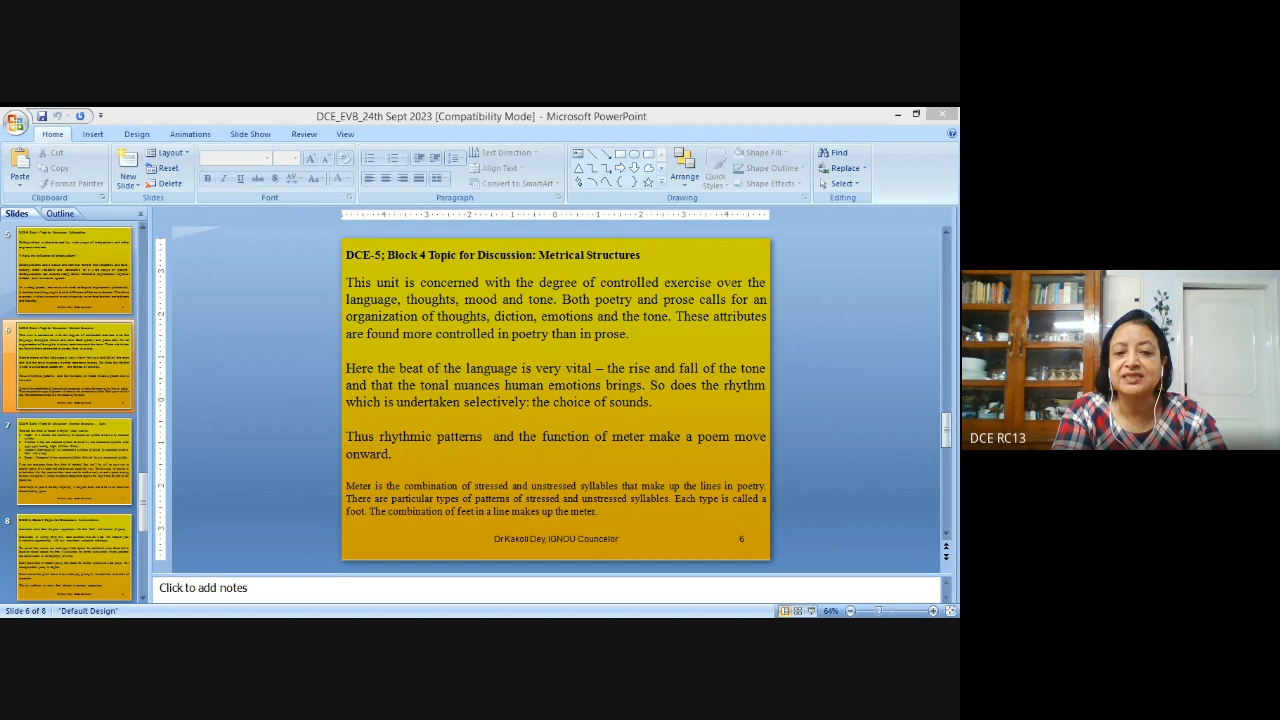 DCE_EVB_24th Sept 2023 [Compatibility Mode] - Microsoft PowerPoint
Home Insert Design Animations Slide Show Review View
Paste
Cut
Copy
Format Painter
Clipboard
New Slide
Layout
Reset
Delete
Slides
Font
Text Direction
Align Text
Convert to SmartArt
Paragraph
Arrange
Quick Styles
Shape Fill
Shape Outline
Shape Effects
Drawing
Find
Replace
Select
Editing
Slides Outline
5
6
7
8
DCE-5; Block 4 Topic for Discussion: Metrical Structures
This unit is concerned with the degree of controlled exercise over the
language, thoughts, mood and tone. Both poetry and prose calls for an
organization of thoughts, diction, emotions and the tone. These attributes
are found more controlled in poetry than in prose.
Here the beat of the language is very vital – the rise and fall of the tone
and that the tonal nuances human emotions brings. So does the rhythm
which is undertaken selectively: the choice of sounds.
Thus rhythmic patterns and the function of meter make a poem move
onward.
Meter is the combination of stressed and unstressed syllables that make up the lines in poetry.
There are particular types of patterns of stressed and unstressed syllables. Each type is called a
foot. The combination of feet in a line makes up the meter.
Dr Kakoli Dey, IGNOU Councelor 6
Click to add notes
Slide 6 of 8 "Default Design" 64%
DCE RC13